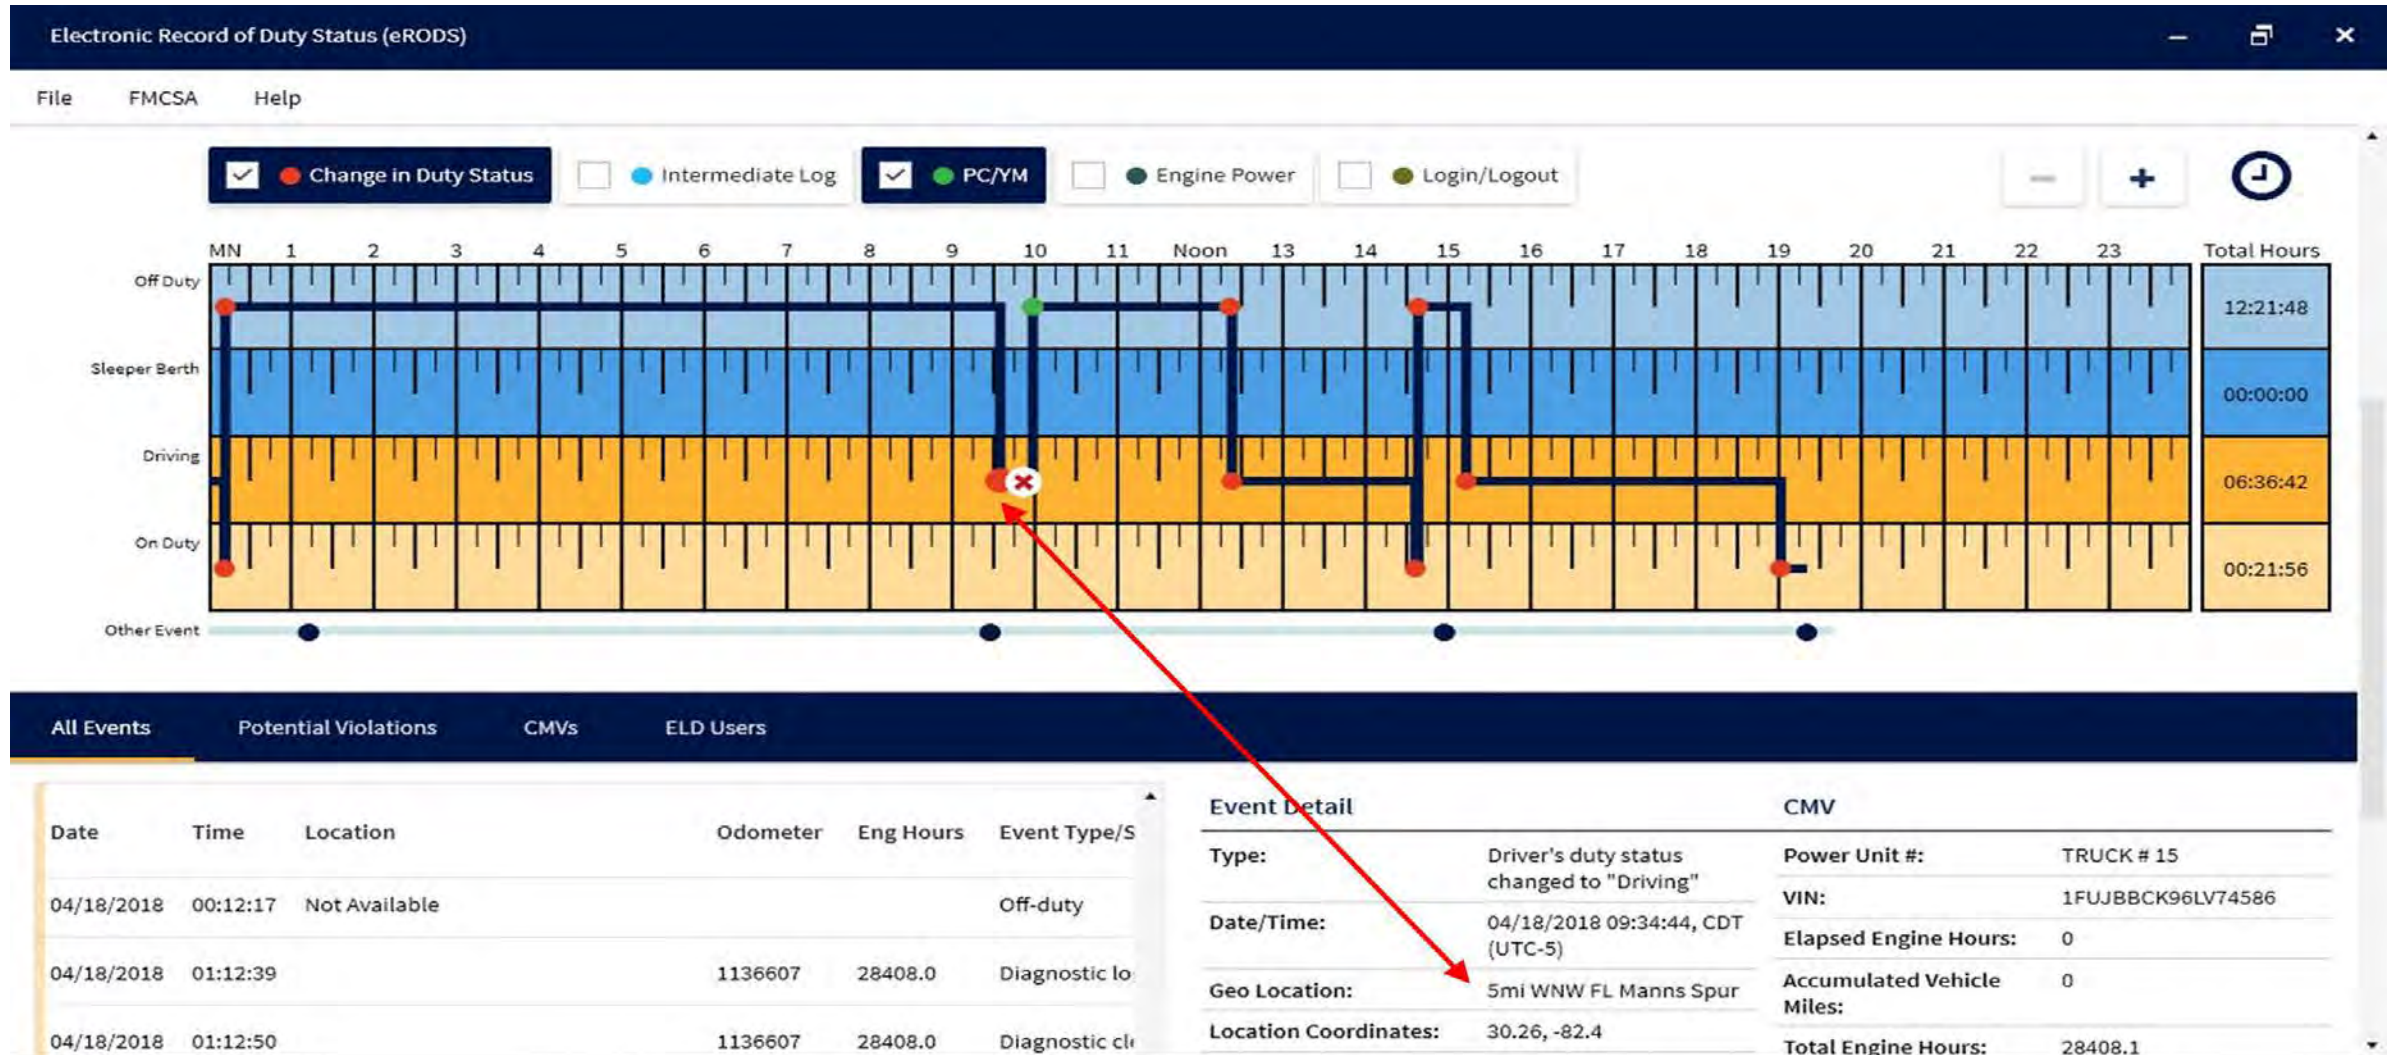 Electronic Record of Duty Status (eRODS)
File FMCSA Help
Change in Duty Status Intermediate Log PC/YM Engine Power Login/Logout
MN 1 2 3 4 5 6 7 8 9 10 11 Noon 13 14 15 16 17 18 19 20 21 22 23 Total Hours
Off Duty 12:21:48
Sleeper Berth 00:00:00
Driving 06:36:42
On Duty 00:21:56
Other Event
All Events Potential Violations CMVs ELD Users
Date Time Location Odometer Eng Hours Event Type/S
04/18/2018 00:12:17 Not Available Off-duty
04/18/2018 01:12:39 1136607 28408.0 Diagnostic lo
04/18/2018 01:12:50 1136607 28408.0 Diagnostic cl
Event Detail
Type: Driver's duty status
changed to "Driving"
Date/Time: 04/18/2018 09:34:44, CDT
(UTC-5)
Geo Location: 5mi WNW FL Manns Spur
Location Coordinates: 30.26, -82.4
CMV
Power Unit #: TRUCK # 15
VIN: 1FUJBBCK96LV74586
Elapsed Engine Hours: 0
Accumulated Vehicle 0
Miles:
Total Engine Hours: 28408.1